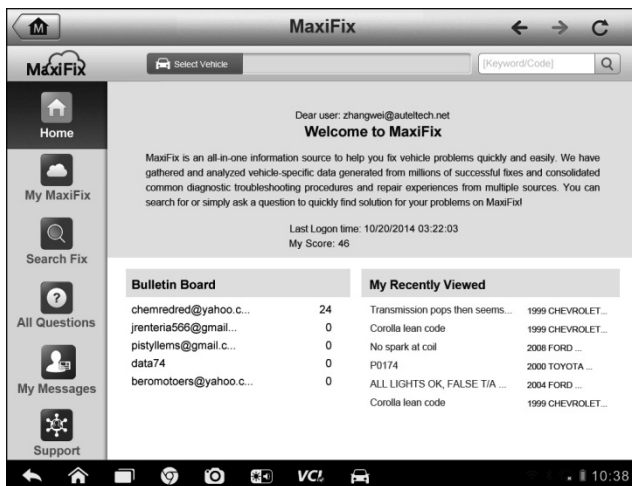 M
MaxiFix
MaxiFix
Select Vehicle
[Keyword/Code]
Home
My MaxiFix
Search Fix
All Questions
My Messages
Support
Dear user: zhangwei@auteltech.net
Welcome to MaxiFix
MaxiFix is an all-in-one information source to help you fix vehicle problems quickly and easily. We have
gathered and analyzed vehicle-specific data generated from millions of successful fixes and consolidated
common diagnostic troubleshooting procedures and repair experiences from multiple sources. You can
search for or simply ask a question to quickly find solution for your problems on MaxiFix!
Last Logon time: 10/20/2014 03:22:03
My Score: 46
Bulletin Board
chemredred@yahoo.c... 24
jrenteria566@gmail... 0
pistyllems@gmail.c... 0
data74 0
beromotoers@yahoo.c... 0
My Recently Viewed
Transmission pops then seems... 1999 CHEVROLET...
Corolla lean code 1999 CHEVROLET...
No spark at coil 2008 FORD ...
P0174 2000 TOYOTA ...
ALL LIGHTS OK, FALSE T/A ... 2004 FORD ...
Corolla lean code 1999 CHEVROLET...
VCI
10:38